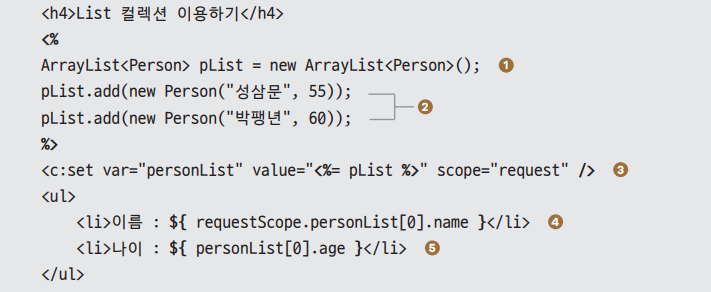 <h4>List 컬렉션 이용하기</h4>
<%
ArrayList<Person> pList = new ArrayList<Person>(); ❶
pList.add(new Person("성삼문", 55));
❷
pList.add(new Person("박팽년", 60));
%>
<c:set var="personList" value="<%= pList %>" scope="request" /> ❸
<ul>
<li>이름 : ${ requestScope.personList[0].name }</li> ❹
<li>나이 : ${ personList[0].age }</li> ❺
</ul>